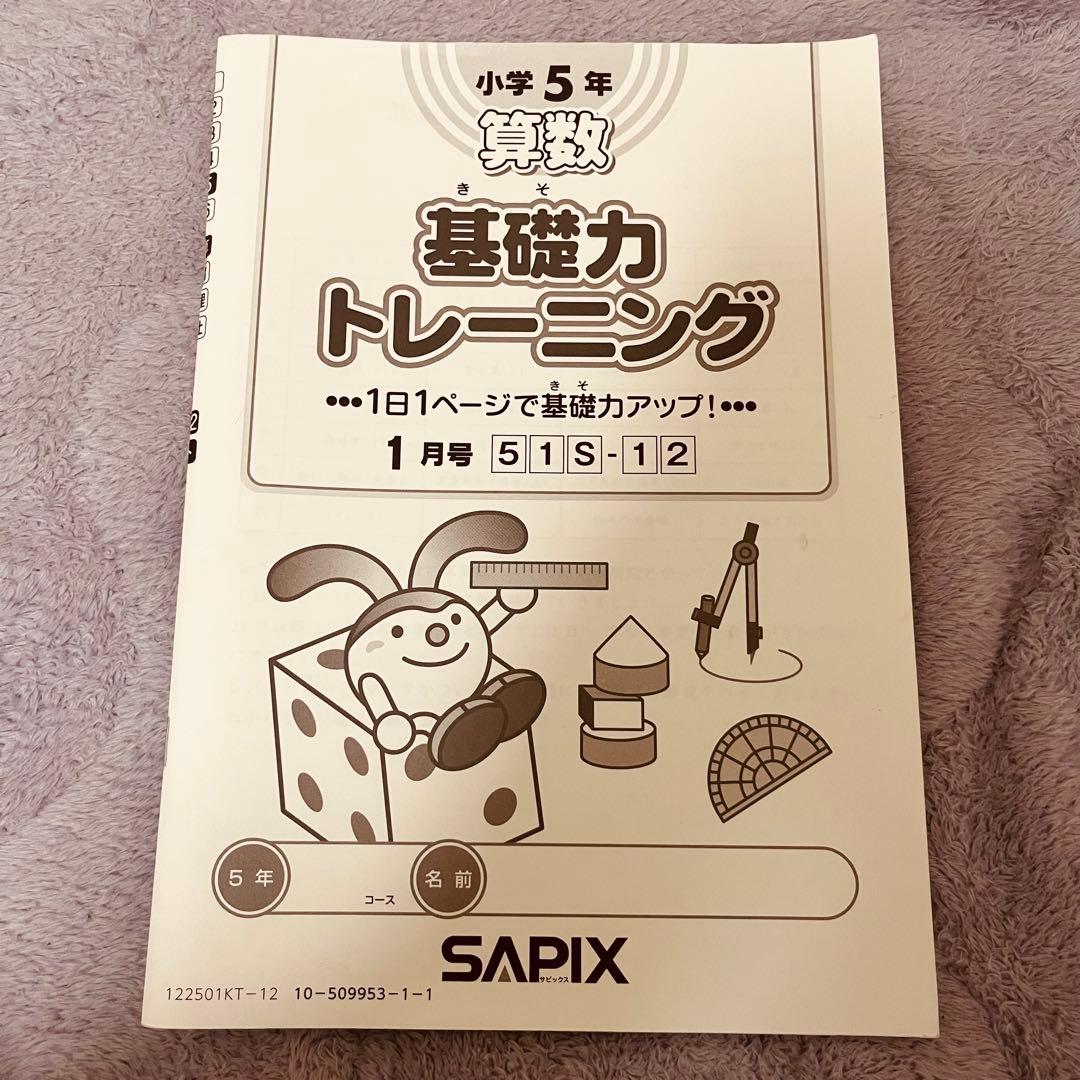 小学5年
算数
きそ
基礎力
トレーニング
きそ
•••1日1ページで基礎力アップ!•••
1月号 51S-12
5年 コース 名前
SAPIX
サピックス
122501KT-12 10-509953-1-1